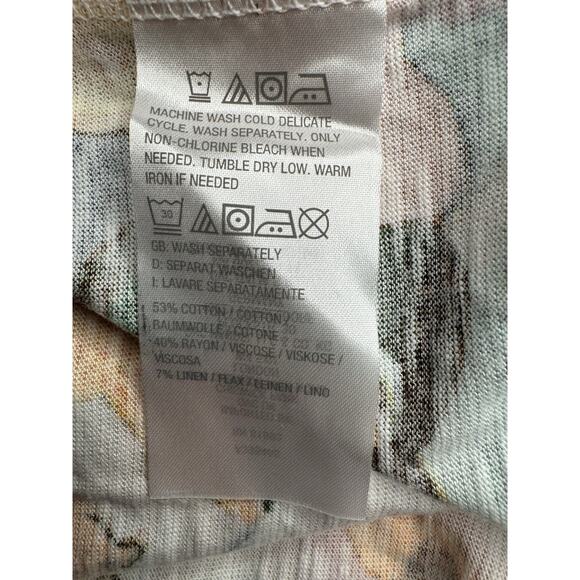 MACHINE WASH COLD DELICATE
CYCLE. WASH SEPARATELY. ONLY
NON-CHLORINE BLEACH WHEN
NEEDED. TUMBLE DRY LOW. WARM
IRON IF NEEDED
30
GB: WASH SEPARATELY
D: SEPARAT WASCHEN
I: LAVARE SEPARATAMENTE
53% COTTON / COTTON /
BAUMWOLLE / COTONE
40% RAYON / VISCOSE / VISKOSE /
VISCOSA
7% LINEN / FLAX / LEINEN / LINO